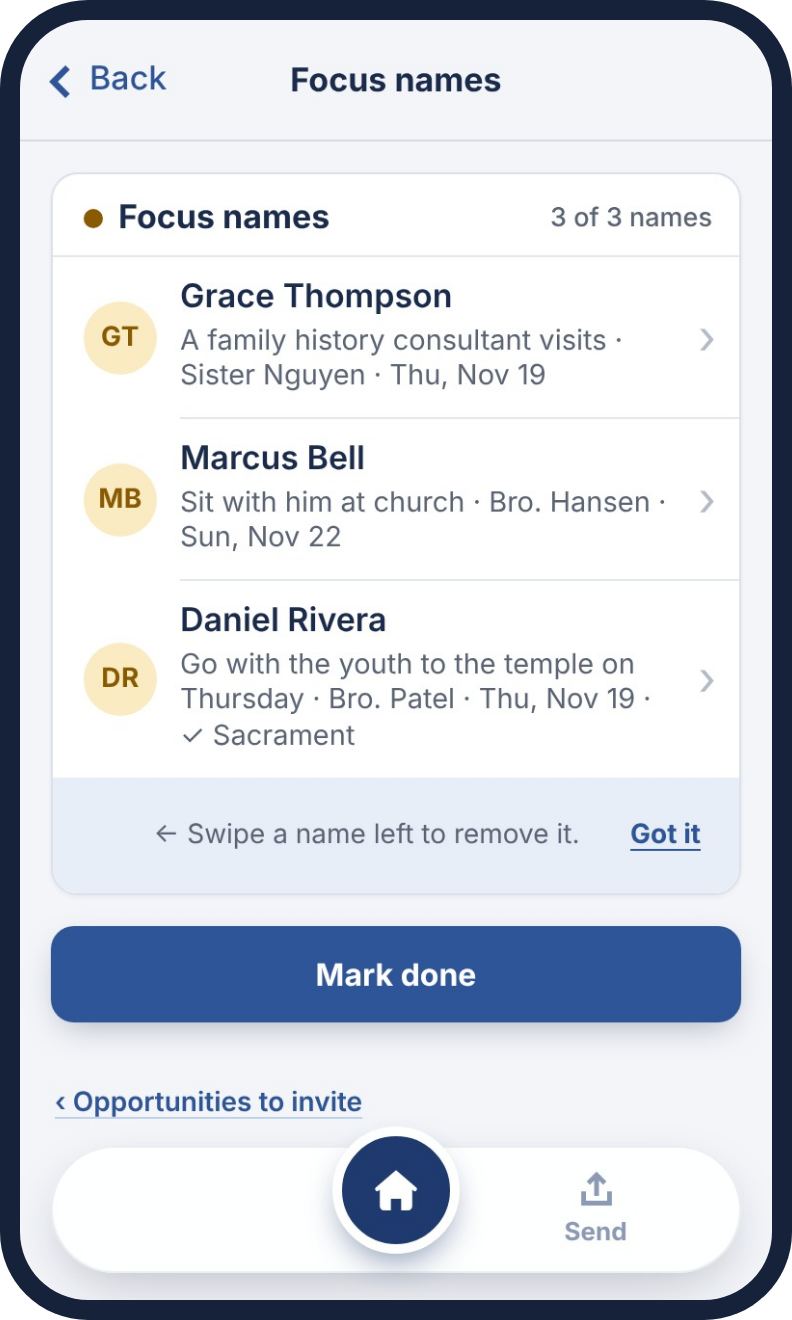 Back
Focus names
Focus names
3 of 3 names
GT
Grace Thompson
A family history consultant visits ·
Sister Nguyen · Thu, Nov 19
MB
Marcus Bell
Sit with him at church · Bro. Hansen ·
Sun, Nov 22
DR
Daniel Rivera
Go with the youth to the temple on
Thursday · Bro. Patel · Thu, Nov 19 ·
✓ Sacrament
← Swipe a name left to remove it.
Got it
Mark done
‹ Opportunities to invite
Send